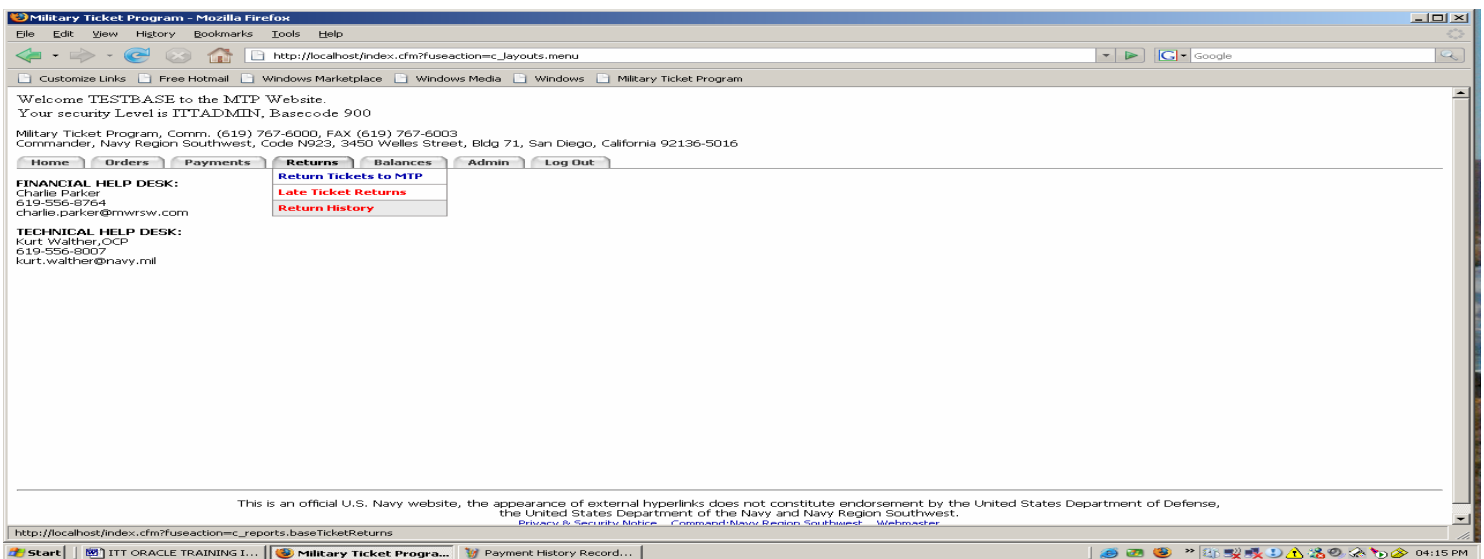 Military Ticket Program - Mozilla Firefox
File Edit View History Bookmarks Tools Help
http://localhost/index.cfm?fuseaction=c_layouts.menu
Google
Customize Links Free Hotmail Windows Marketplace Windows Media Windows Military Ticket Program
Welcome TESTBASE to the MTP Website.
Your security Level is ITTADMIN, Basecode 900
Military Ticket Program, Comm. (619) 767-6000, FAX (619) 767-6003
Commander, Navy Region Southwest, Code N923, 3450 Welles Street, Bldg 71, San Diego, California 92136-5016
Home Orders Payments Returns Balances Admin Log Out
Return Tickets to MTP
Late Ticket Returns
Return History
FINANCIAL HELP DESK:
Charlie Parker
619-556-8764
charlie.parker@mwrsw.com
TECHNICAL HELP DESK:
Kurt Walther,OCP
619-556-8007
kurt.walther@navy.mil
This is an official U.S. Navy website, the appearance of external hyperlinks does not constitute endorsement by the United States Department of Defense,
the United States Department of the Navy and Navy Region Southwest.
Privacy & Security Notice Command:Navy Region Southwest Webmaster
http://localhost/index.cfm?fuseaction=c_reports.baseTicketReturns
Start ITT ORACLE TRAINING I... Military Ticket Progra... Payment History Record... 04:15 PM